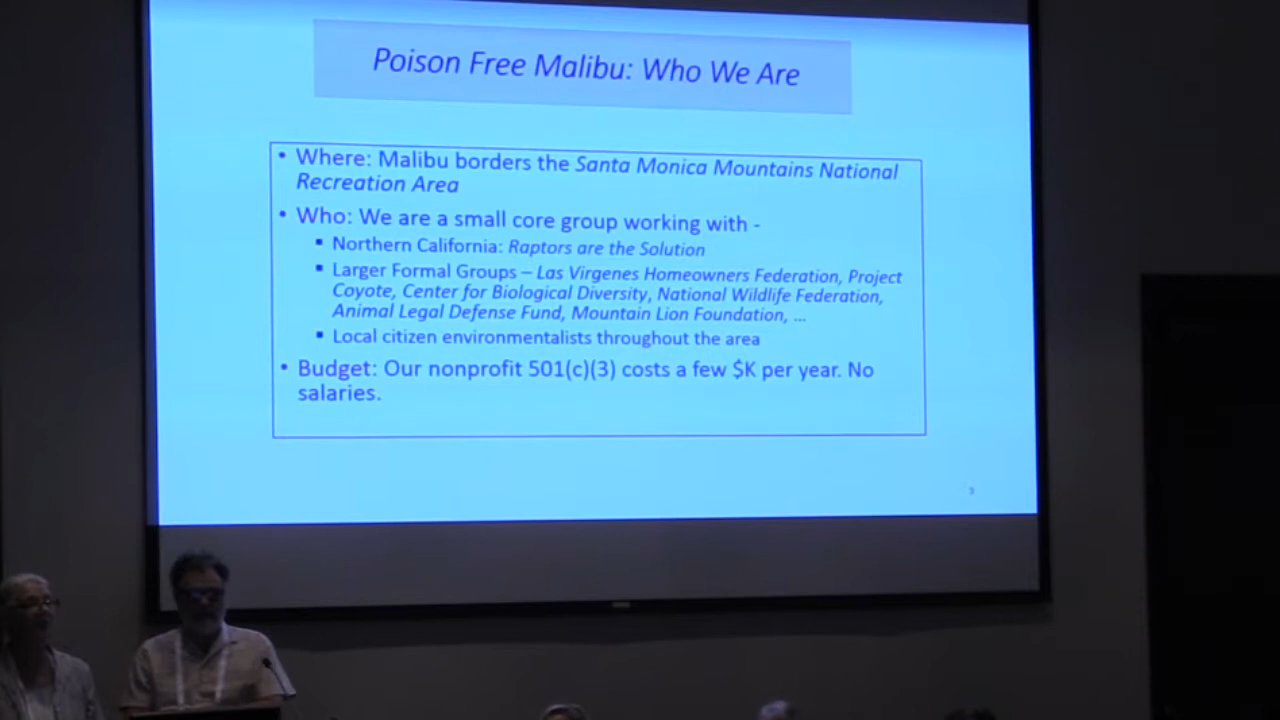 Poison Free Malibu: Who We Are
• Where: Malibu borders the Santa Monica Mountains National
Recreation Area
• Who: We are a small core group working with -
▪ Northern California: Raptors are the Solution
▪ Larger Formal Groups – Las Virgenes Homeowners Federation, Project
Coyote, Center for Biological Diversity, National Wildlife Federation,
Animal Legal Defense Fund, Mountain Lion Foundation, ...
▪ Local citizen environmentalists throughout the area
• Budget: Our nonprofit 501(c)(3) costs a few $K per year. No
salaries.
3